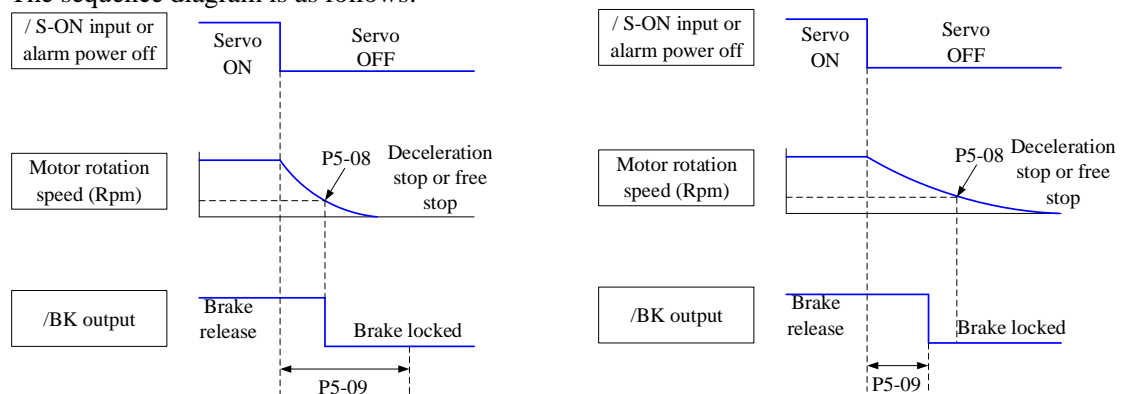 The sequence diagram is as follows:
/ S-ON input or
alarm power off
Servo
ON
Servo
OFF
Motor rotation
speed (Rpm)
P5-08
Deceleration
stop or free
stop
/BK output
Brake
release
Brake locked
P5-09
/ S-ON input or
alarm power off
Servo
ON
Servo
OFF
Motor rotation
speed (Rpm)
P5-08
Deceleration
stop or free
stop
/BK output
Brake
release
Brake locked
P5-09